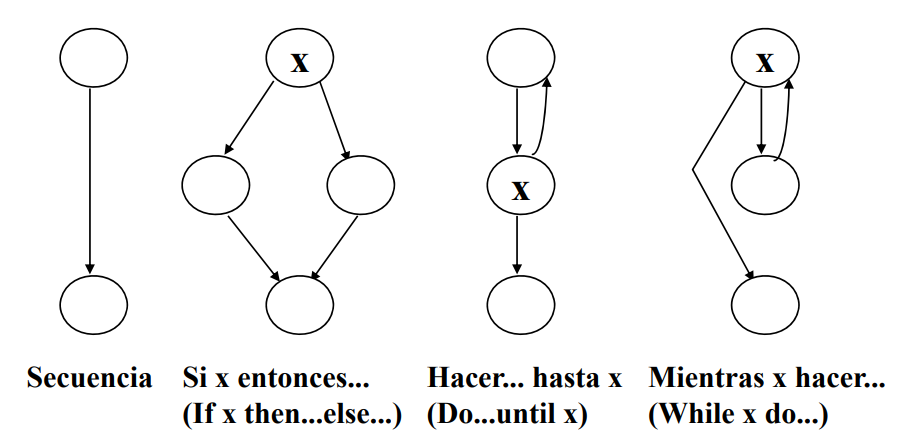 x
x
x
Secuencia
Si x entonces...
(If x then...else...)
Hacer... hasta x
(Do...until x)
Mientras x hacer...
(While x do...)